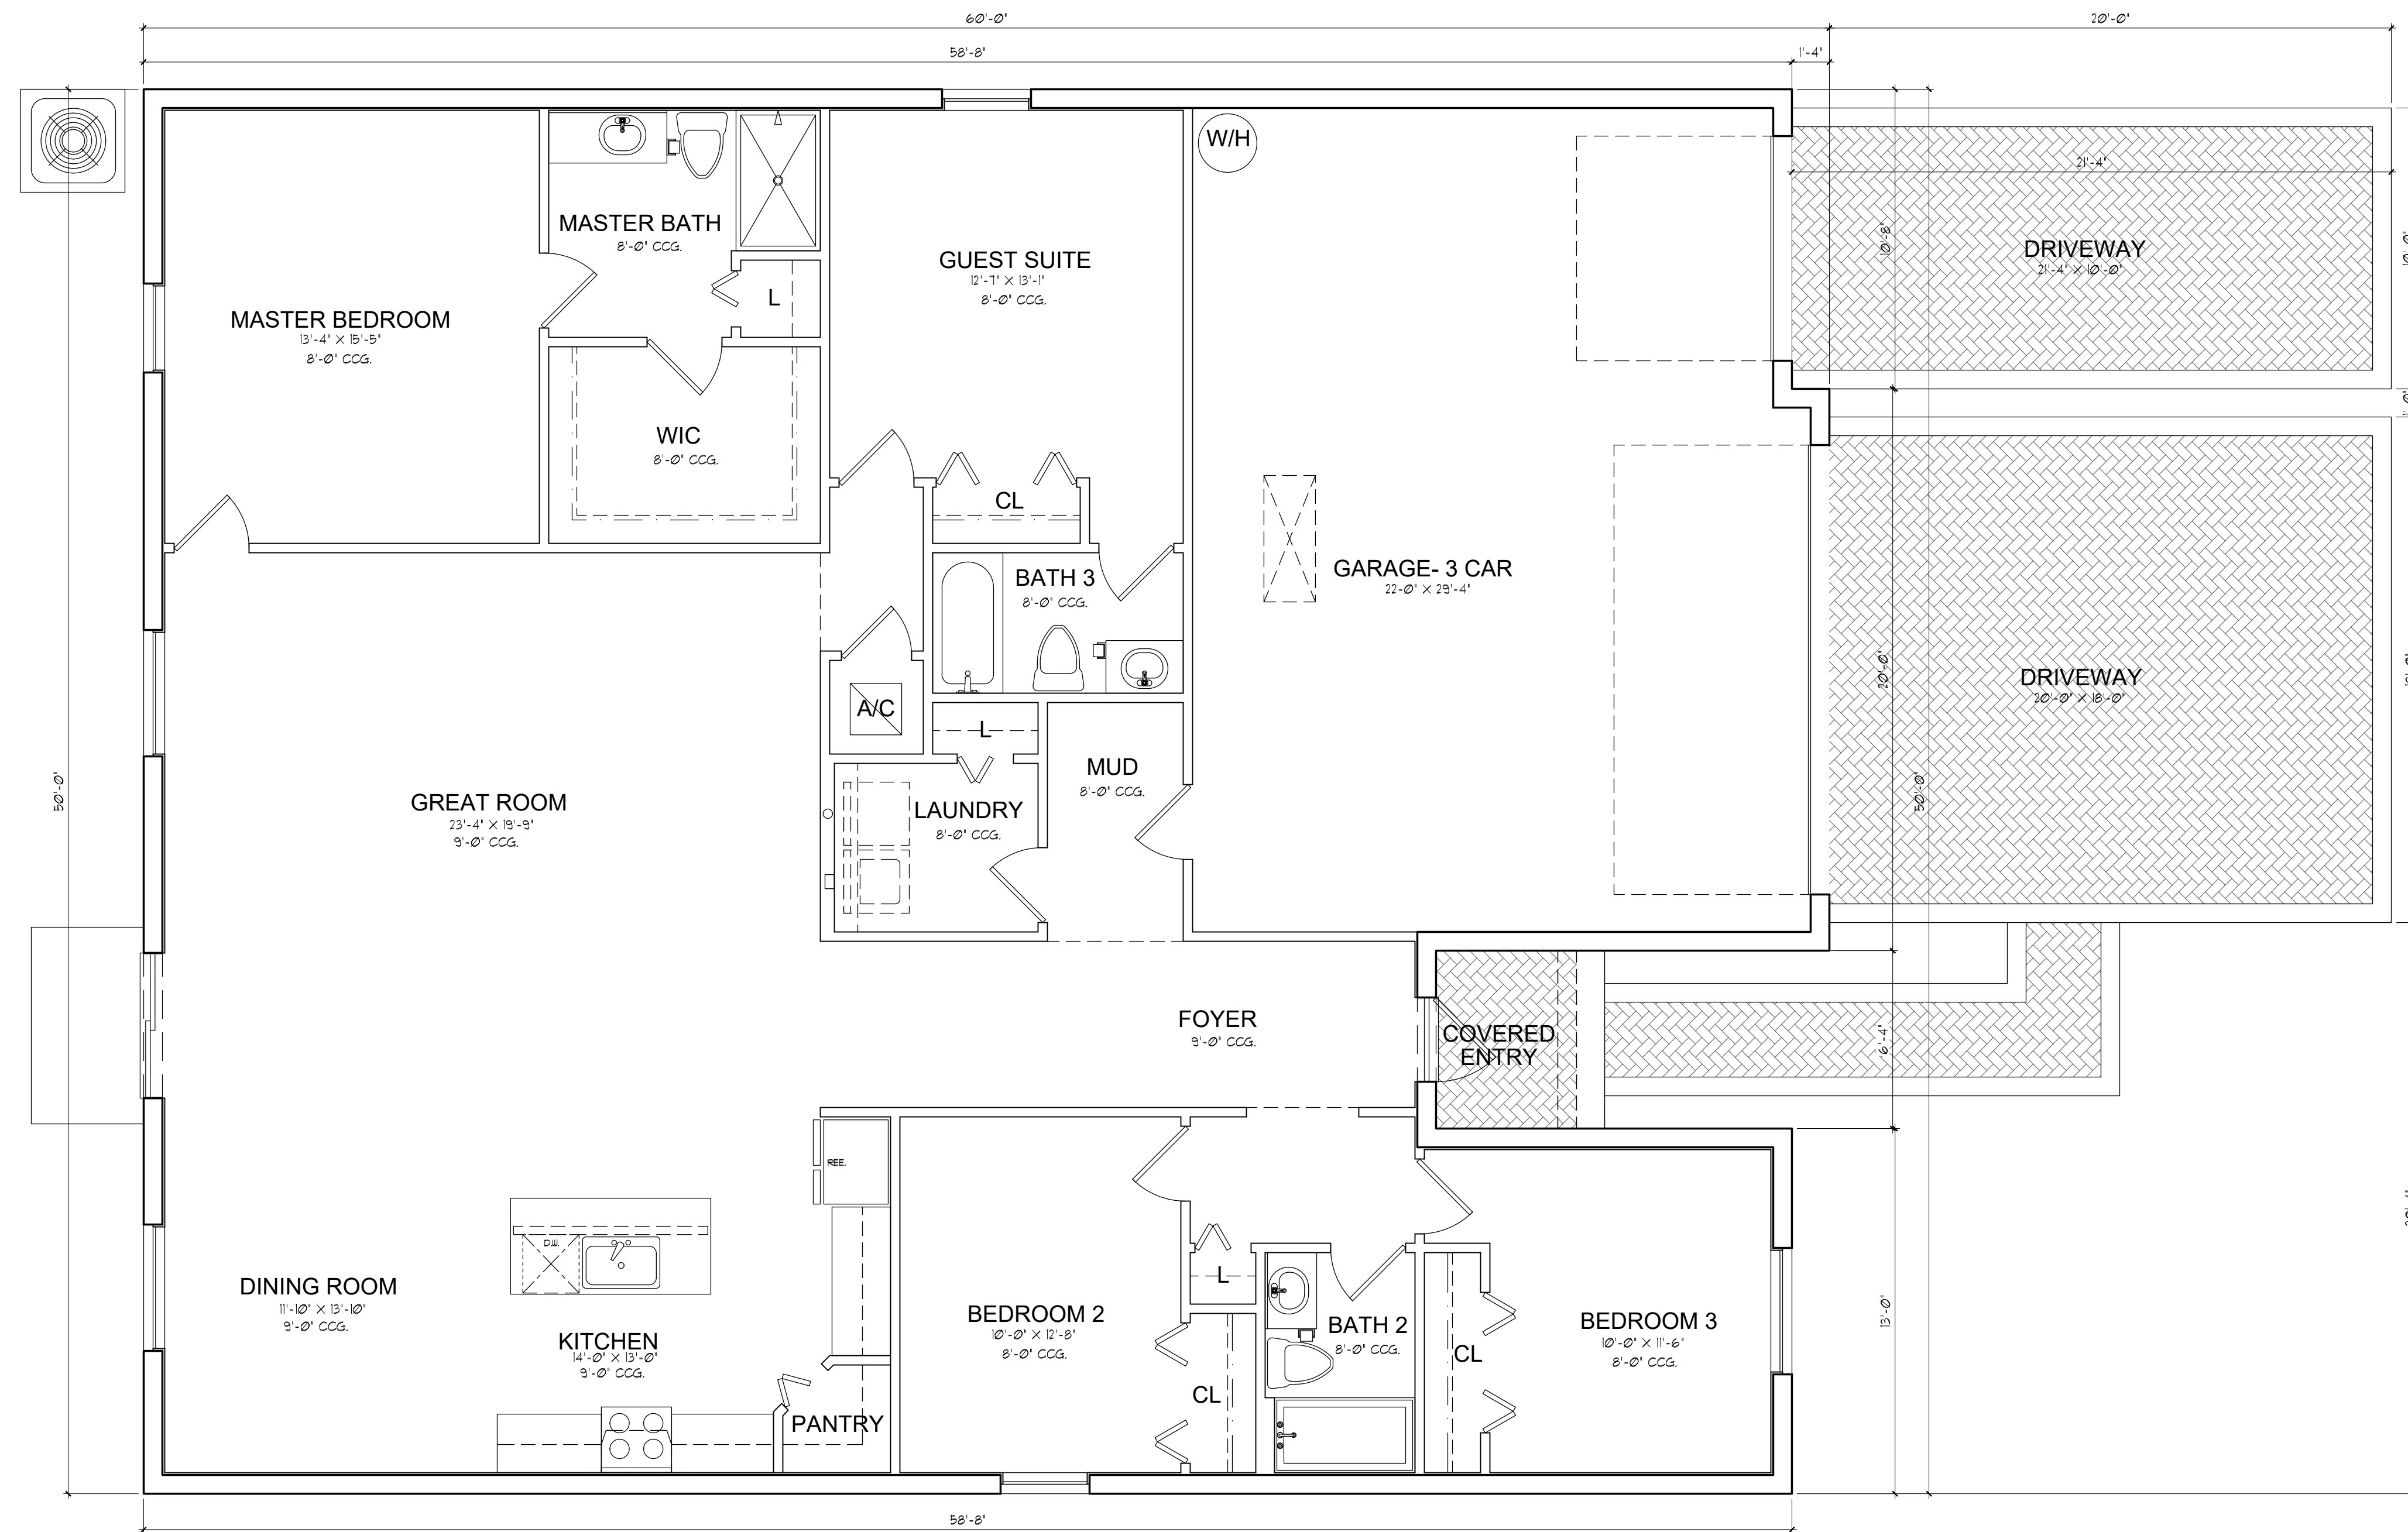 60'-0"
20'-0"
58'-8"
1'-4"
W/H
MASTER BATH
8'-0" CCG.
GUEST SUITE
12'-7" X 13'-1"
8'-0" CCG.
L
MASTER BEDROOM
13'-4" X 15'-5"
8'-0" CCG.
21'-4"
10'-8"
DRIVEWAY
21'-4" X 10'-0"
10'-0"
1'-0"
WIC
8'-0" CCG.
CL
BATH 3
8'-0" CCG.
GARAGE- 3 CAR
22-0" X 29'-4"
20'-0"
DRIVEWAY
20'-0" X 18'-0"
A/C
L
MUD
8'-0" CCG.
50'-0"
50'-0"
GREAT ROOM
23'-4" X 19'-9"
9'-0" CCG.
LAUNDRY
8'-0" CCG.
FOYER
9'-0" CCG.
COVERED
ENTRY
6'-4"
REF.
D.W.
DINING ROOM
11'-10" X 13'-10"
9'-0" CCG.
KITCHEN
14'-0" X 13'-0"
9'-0" CCG.
PANTRY
BEDROOM 2
10'-0" X 12'-8"
8'-0" CCG.
L
CL
BATH 2
8'-0" CCG.
CL
BEDROOM 3
10'-0" X 11'-6"
8'-0" CCG.
13'-0"
58'-8"